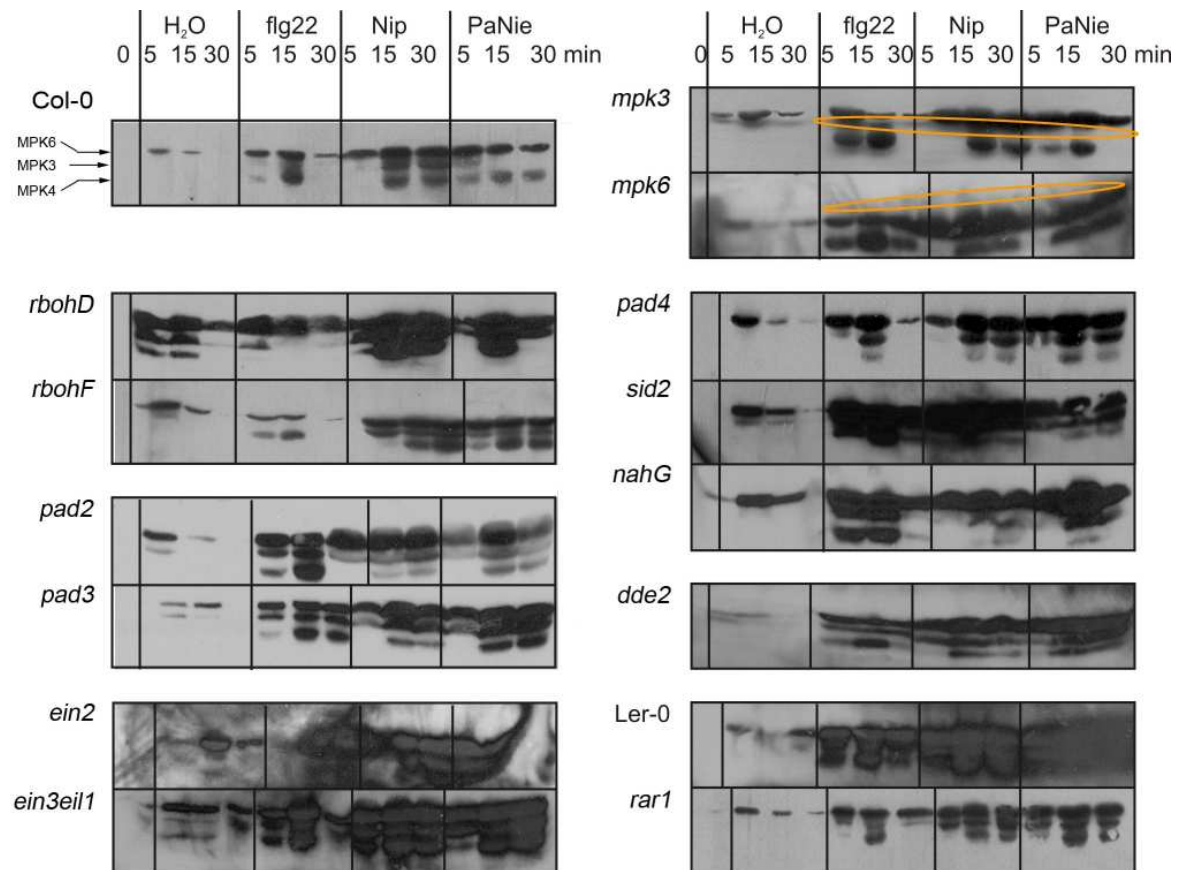 H₂O flg22 Nip PaNie
0 5 15 30 5 15 30 5 15 30 5 15 30 min
Col-0
MPK6
MPK3
MPK4
rbohD
rbohF
pad2
pad3
ein2
ein3eil1
H₂O flg22 Nip PaNie
0 5 15 30 5 15 30 5 15 30 5 15 30 min
mpk3
mpk6
pad4
sid2
nahG
dde2
Ler-0
rar1